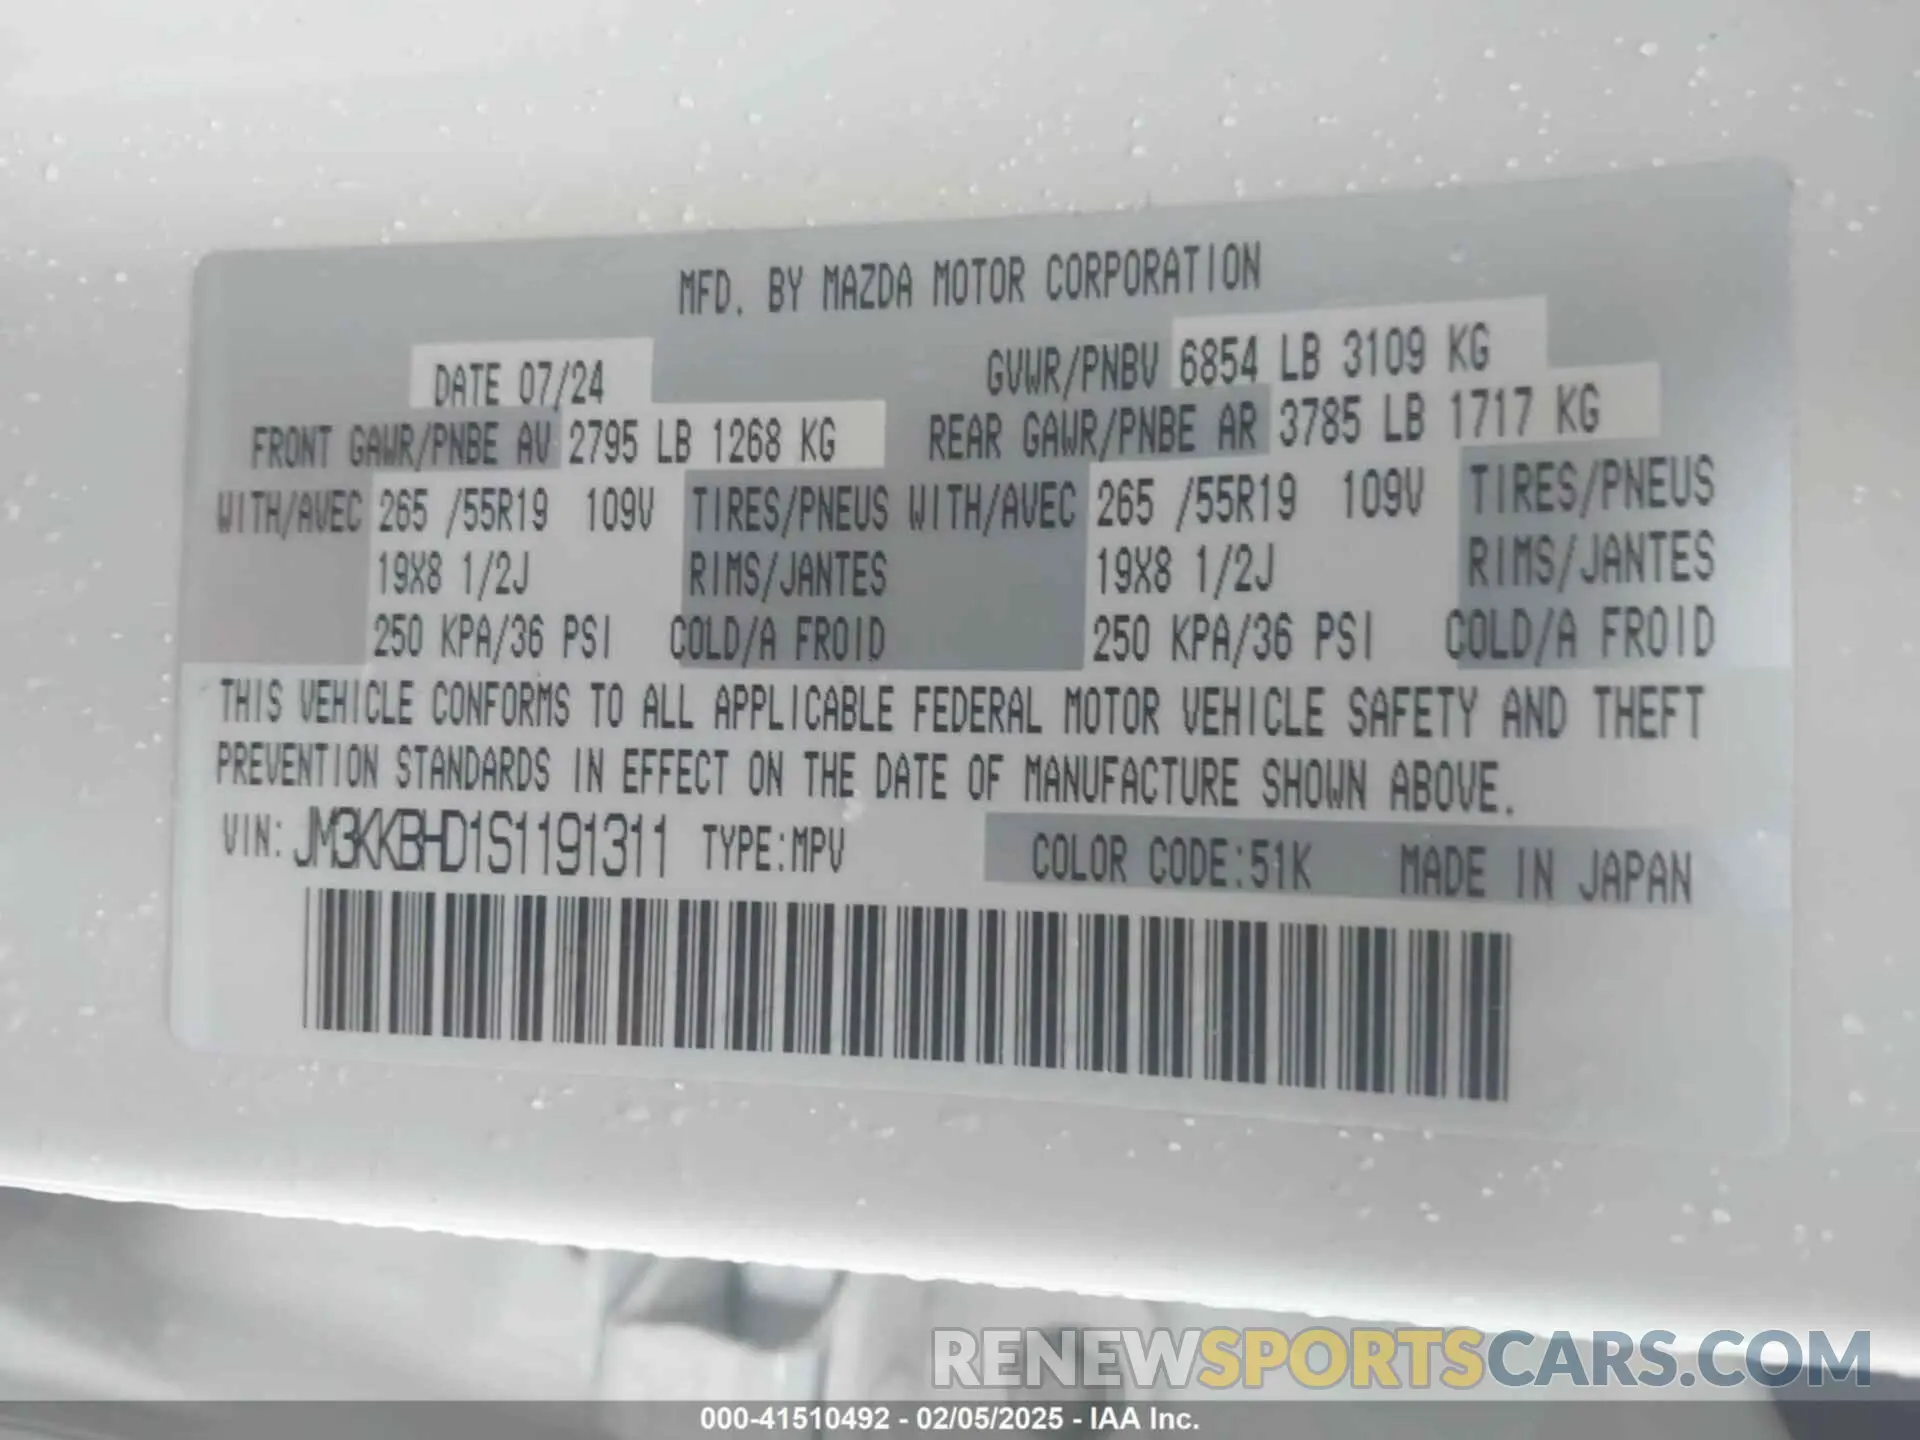 MFD. BY MAZDA MOTOR CORPORATION
DATE 07/24 GVWR/PNBV 6854 LB 3109 KG
FRONT GAWR/PNBE AV 2795 LB 1268 KG REAR GAWR/PNBE AR 3785 LB 1717 KG
WITH/AVEC 265 /55R19 109V TIRES/PNEUS WITH/AVEC 265 /55R19 109V TIRES/PNEUS
19X8 1/2J RIMS/JANTES 19X8 1/2J RIMS/JANTES
250 KPA/36 PSI COLD/A FROID 250 KPA/36 PSI COLD/A FROID
THIS VEHICLE CONFORMS TO ALL APPLICABLE FEDERAL MOTOR VEHICLE SAFETY AND THEFT
PREVENTION STANDARDS IN EFFECT ON THE DATE OF MANUFACTURE SHOWN ABOVE.
VIN: JM3KKBHD1S1191311 TYPE:MPV COLOR CODE:51K MADE IN JAPAN
RENEWSPORTSCARS.COM
000-41510492 - 02/05/2025 - IAA Inc.